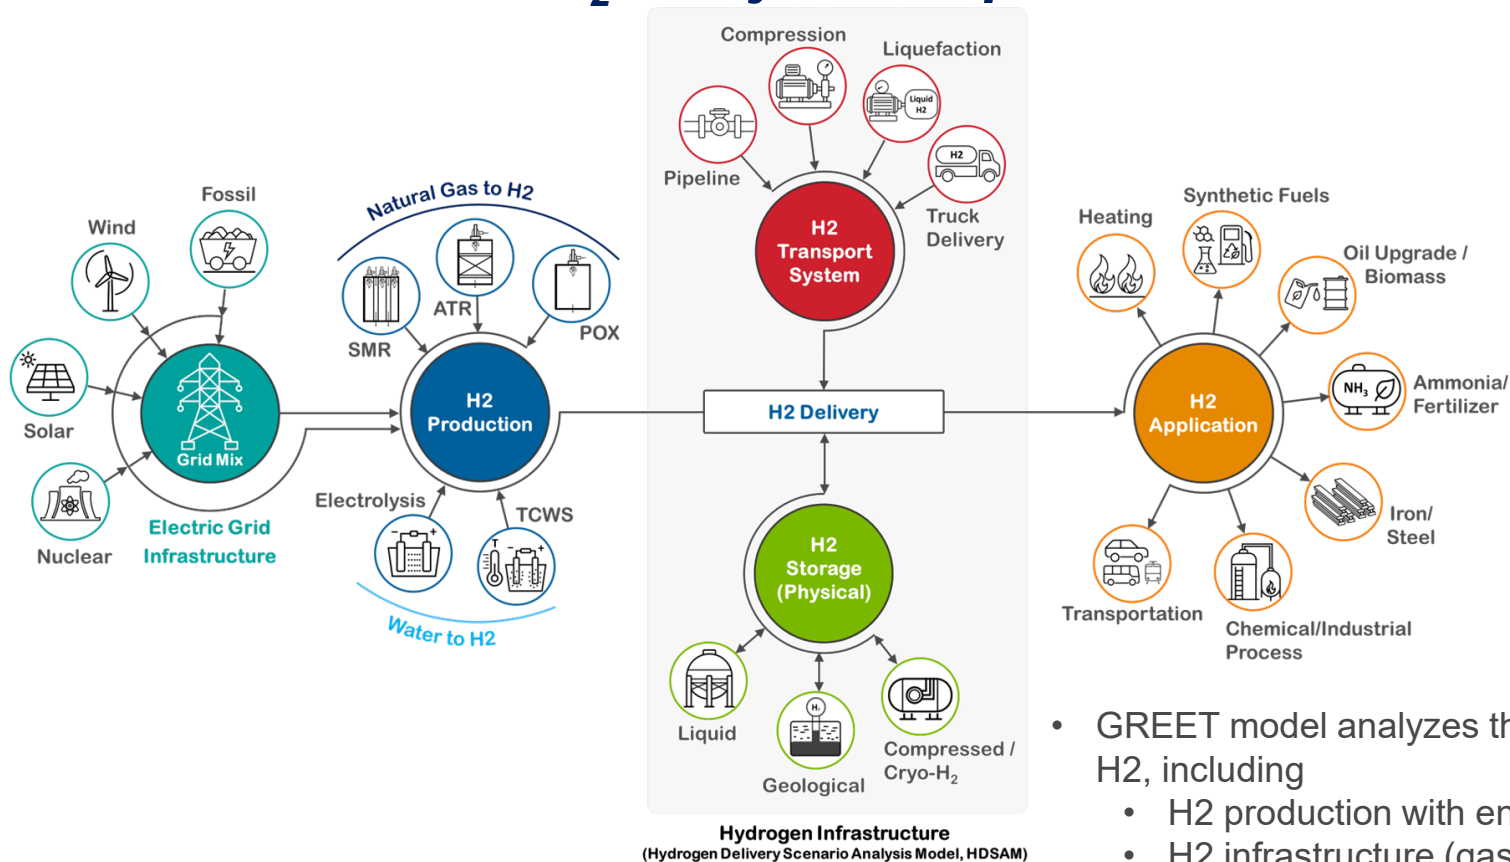 Compression
Liquefaction
Liquid
H2
Pipeline
H2
Truck
Delivery
H2
Transport
System
Fossil
Wind
Solar
Nuclear
Grid Mix
Electric Grid
Infrastructure
Natural Gas to H2
SMR
ATR
POX
H2
Production
Electrolysis
TCWS
T
Water to H2
H2 Delivery
H2
Storage
(Physical)
Liquid
H₂
Geological
Compressed /
Cryo-H₂
Hydrogen Infrastructure
(Hydrogen Delivery Scenario Analysis Model, HDSAM)
Heating
Synthetic Fuels
Oil Upgrade /
Biomass
NH₃
Ammonia/
Fertilizer
H2
Application
Iron/
Steel
Transportation
Chemical/Industrial
Process
• GREET model analyzes th
H2, including
• H2 production with en
• H2 infrastructure (gas